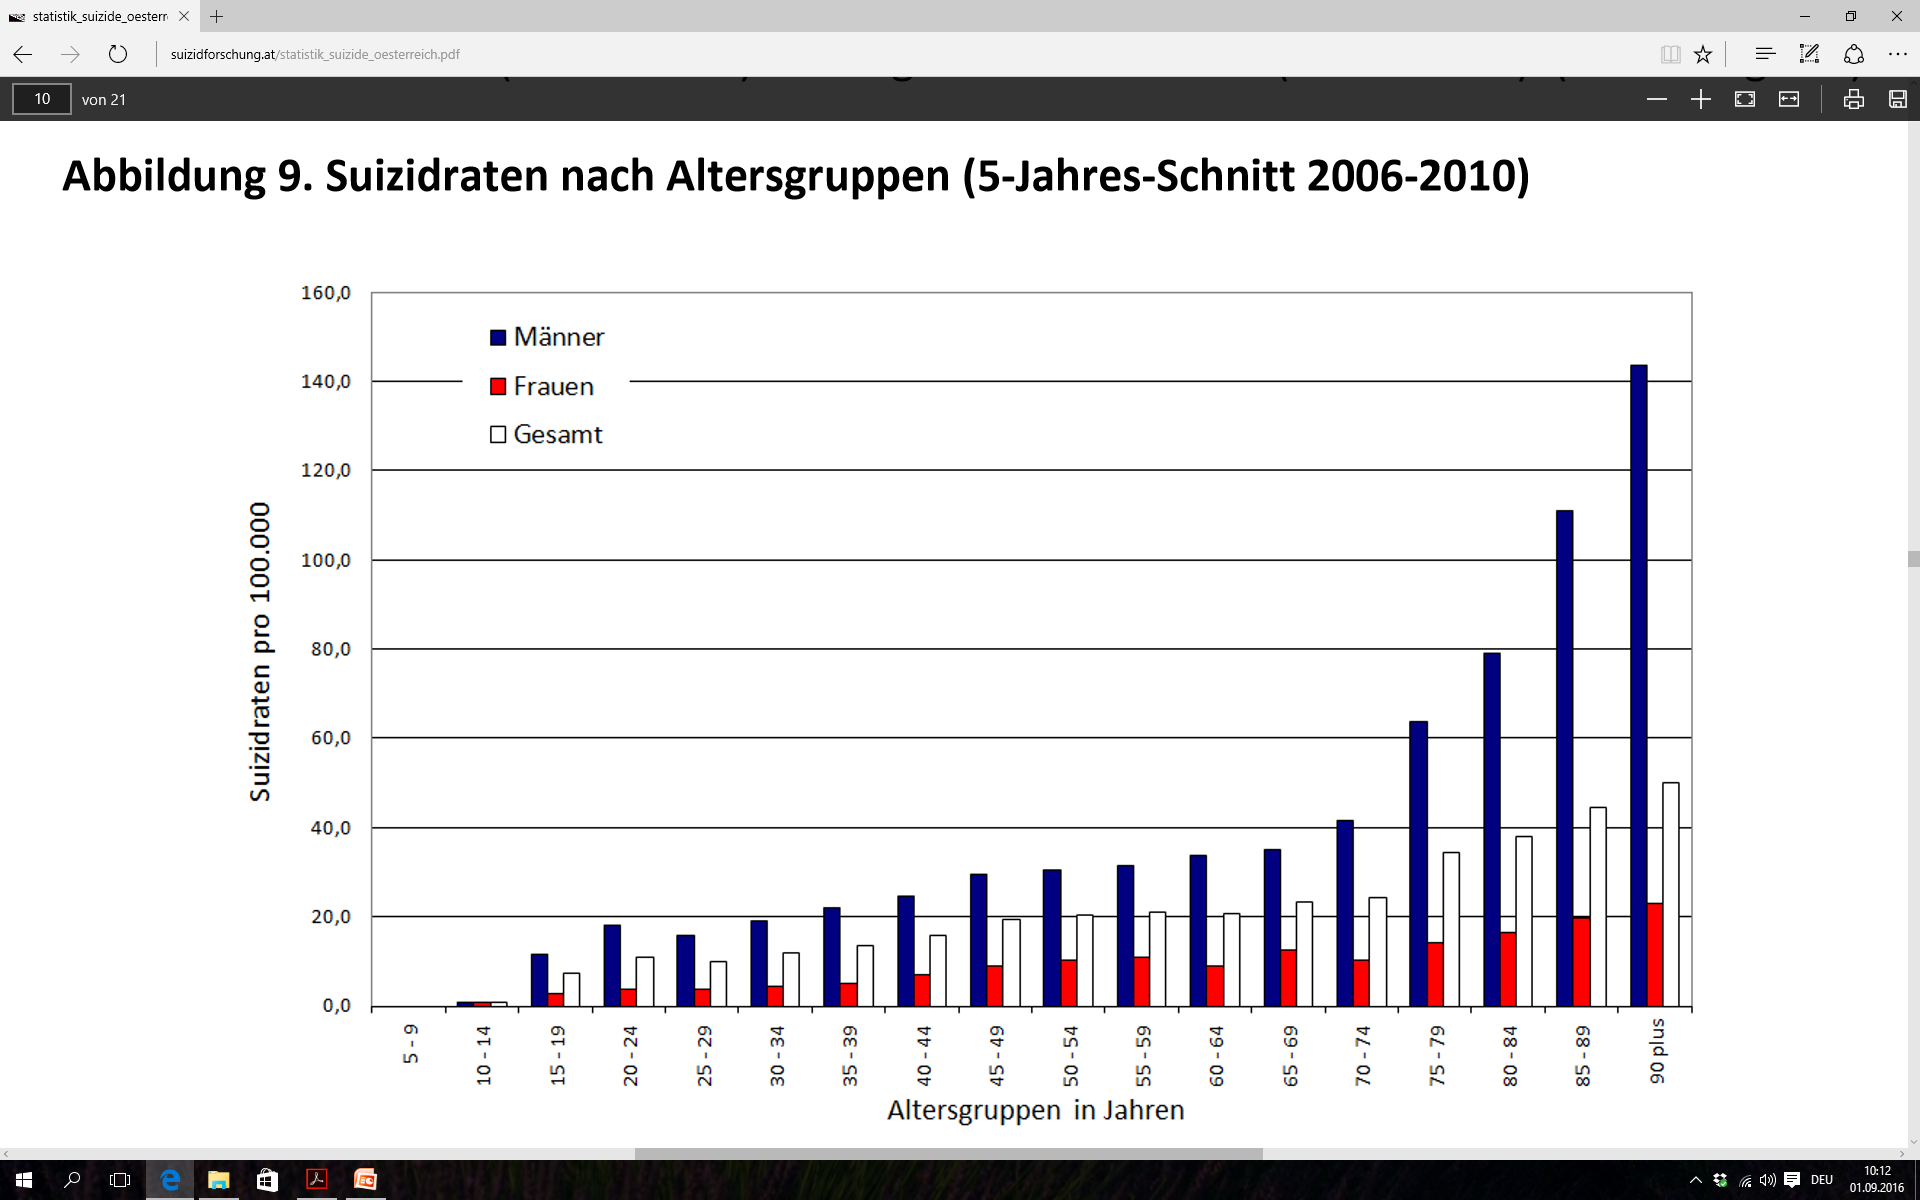 statistik_suizide_oesterr
suizidforschung.at/statistik_suizide_oesterreich.pdf
10 von 21
Abbildung 9. Suizidraten nach Altersgruppen (5-Jahres-Schnitt 2006-2010)
Suizidraten pro 100.000
160,0
140,0
120,0
100,0
80,0
60,0
40,0
20,0
0,0
Männer
Frauen
Gesamt
5 - 9
10 - 14
15 - 19
20 - 24
25 - 29
30 - 34
35 - 39
40 - 44
45 - 49
50 - 54
55 - 59
60 - 64
65 - 69
70 - 74
75 - 79
80 - 84
85 - 89
90 plus
Altersgruppen in Jahren
DEU
10:12
01.09.2016